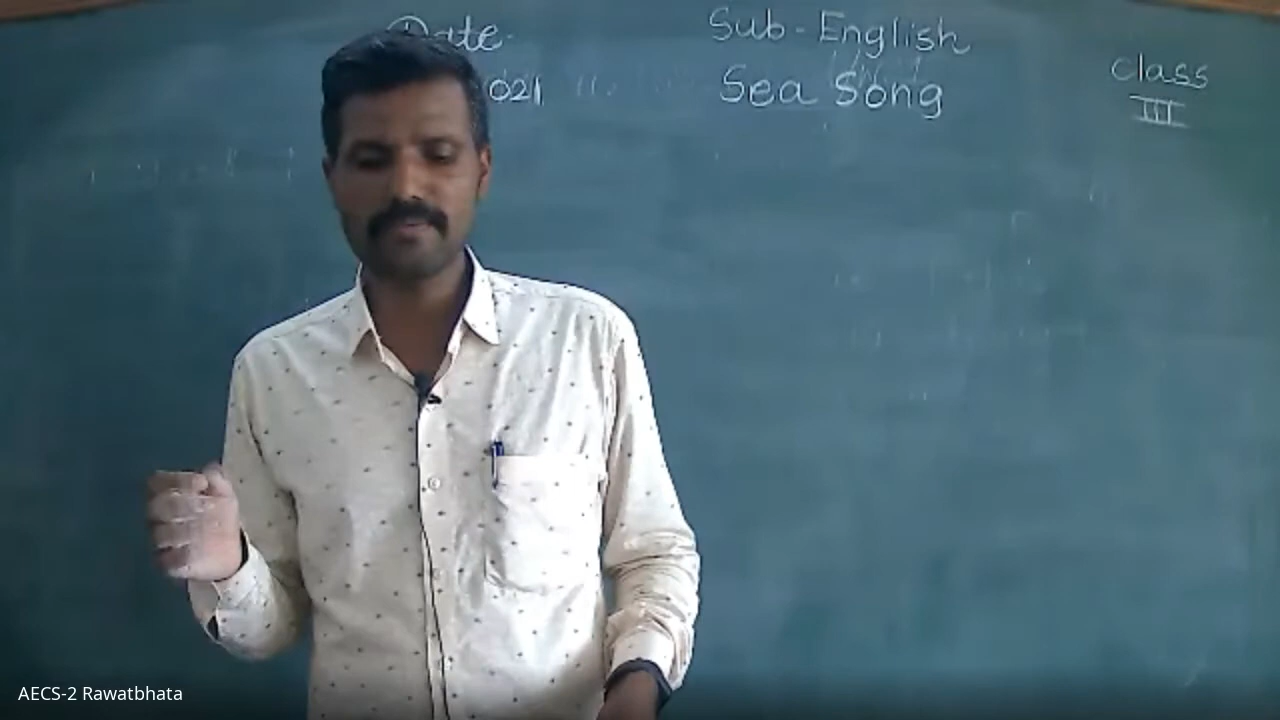 Date-
Sub-English
021
Sea Song
class
III
AECS-2 Rawatbhata